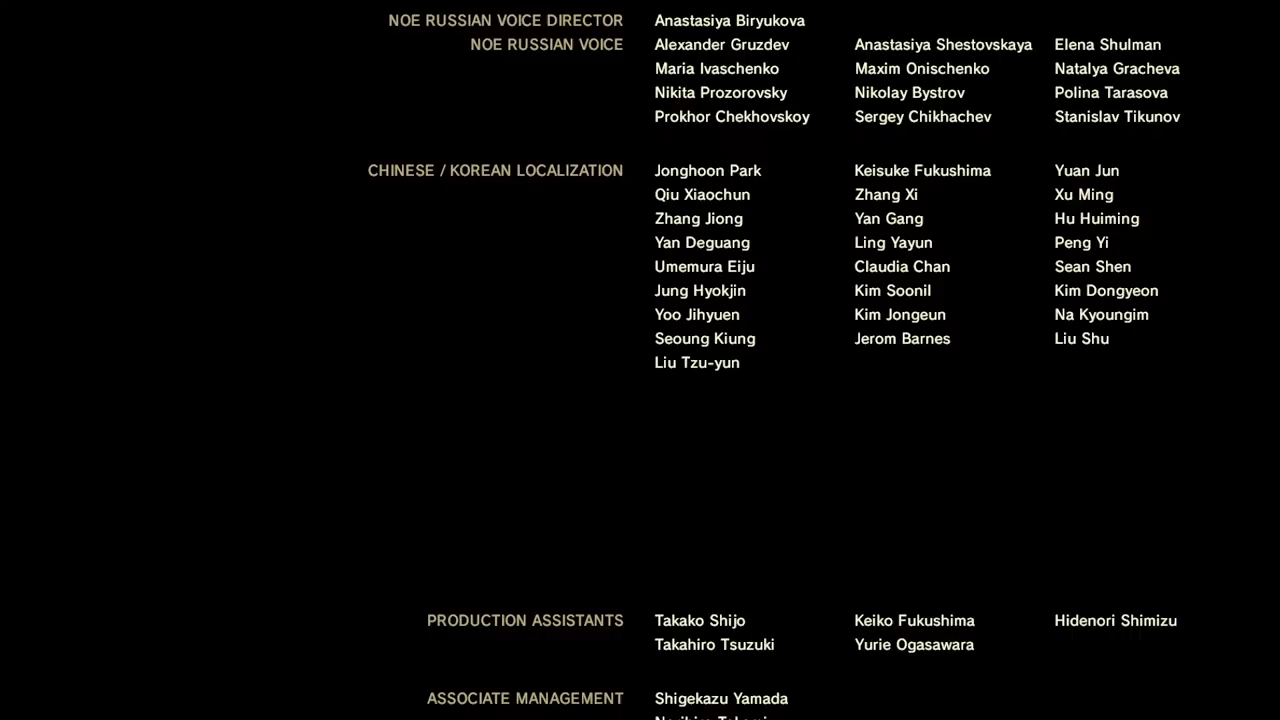 NOE RUSSIAN VOICE DIRECTOR Anastasiya Biryukova
NOE RUSSIAN VOICE Alexander Gruzdev Anastasiya Shestovskaya Elena Shulman
Maria Ivaschenko Maxim Onischenko Natalya Gracheva
Nikita Prozorovsky Nikolay Bystrov Polina Tarasova
Prokhor Chekhovskoy Sergey Chikhachev Stanislav Tikunov
CHINESE / KOREAN LOCALIZATION Jonghoon Park Keisuke Fukushima Yuan Jun
Qiu Xiaochun Zhang Xi Xu Ming
Zhang Jiong Yan Gang Hu Huiming
Yan Deguang Ling Yayun Peng Yi
Umemura Eiju Claudia Chan Sean Shen
Jung Hyokjin Kim Soonil Kim Dongyeon
Yoo Jihyuen Kim Jongeun Na Kyoungim
Seoung Kiung Jerom Barnes Liu Shu
Liu Tzu-yun
PRODUCTION ASSISTANTS Takako Shijo Keiko Fukushima Hidenori Shimizu
Takahiro Tsuzuki Yurie Ogasawara
ASSOCIATE MANAGEMENT Shigekazu Yamada